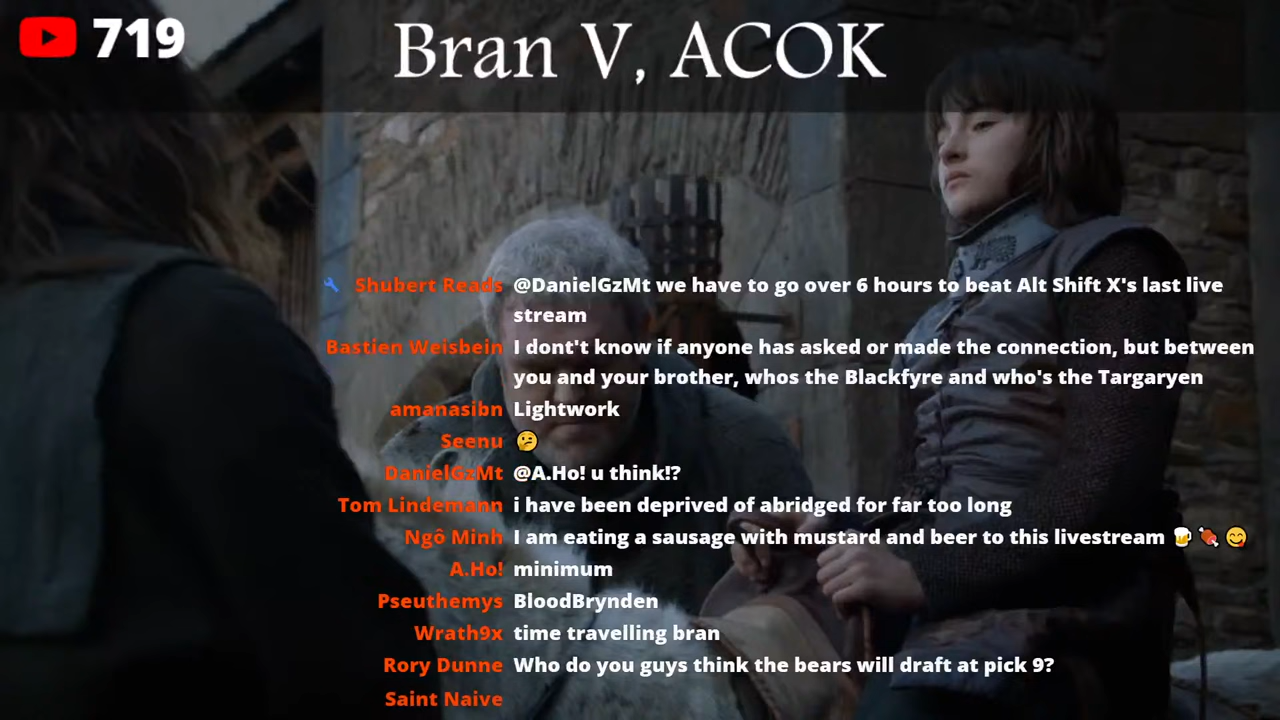 719
Bran V, ACOK
Shubert Reads @DanielGzMt we have to go over 6 hours to beat Alt Shift X's last live
stream
Bastien Weisbein I dont't know if anyone has asked or made the connection, but between
you and your brother, whos the Blackfyre and who's the Targaryen
amanasibn Lightwork
Seenu 🤔
DanielGzMt @A.Ho! u think!?
Tom Lindemann i have been deprived of abridged for far too long
Ngô Minh I am eating a sausage with mustard and beer to this livestream 🍺🍖😋
A.Ho! minimum
Pseuthemys BloodBrynden
Wrath9x time travelling bran
Rory Dunne Who do you guys think the bears will draft at pick 9?
Saint Naive